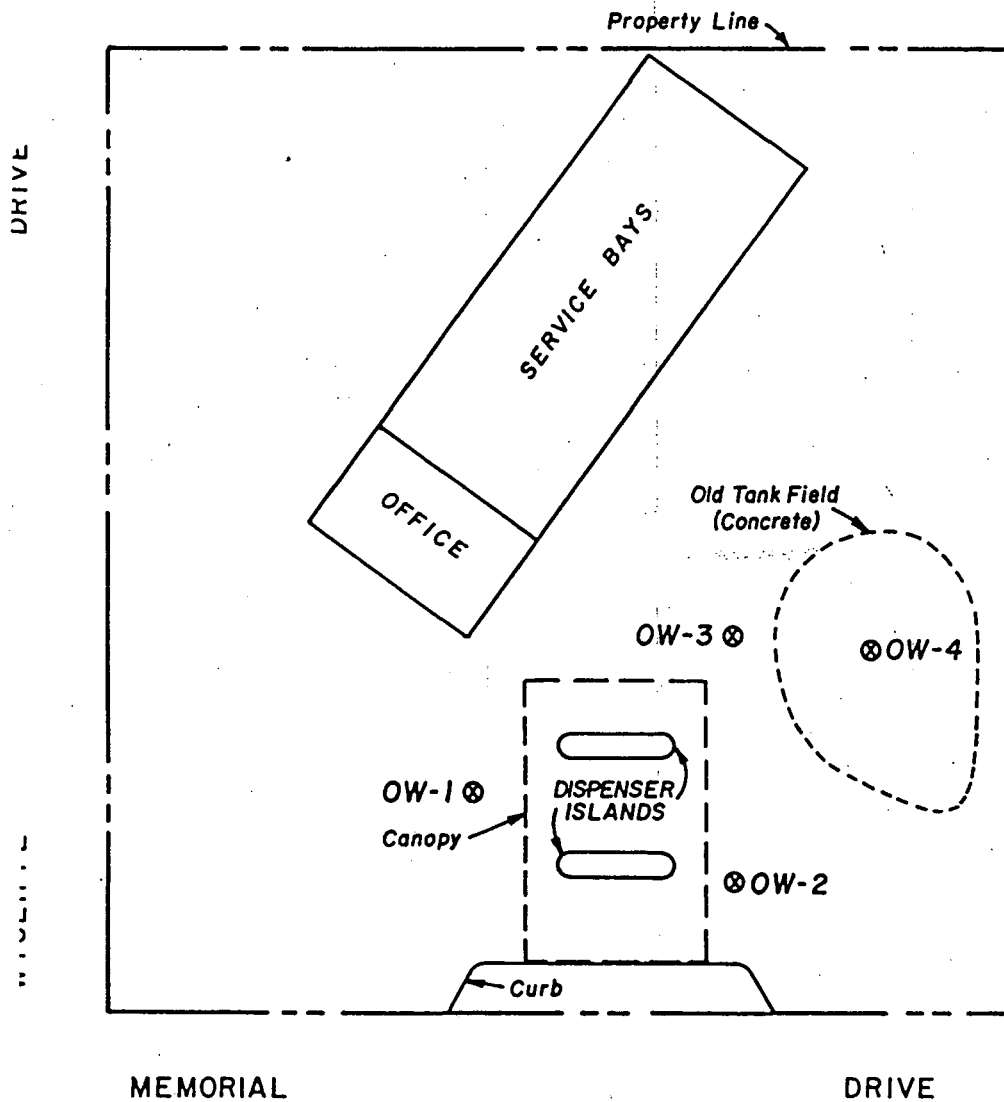 Property Line
DRIVE
SERVICE BAYS
OFFICE
Old Tank Field
(Concrete)
OW-3
OW-4
OW-1
DISPENSER
ISLANDS
Canopy
OW-2
Curb
MEMORIAL DRIVE